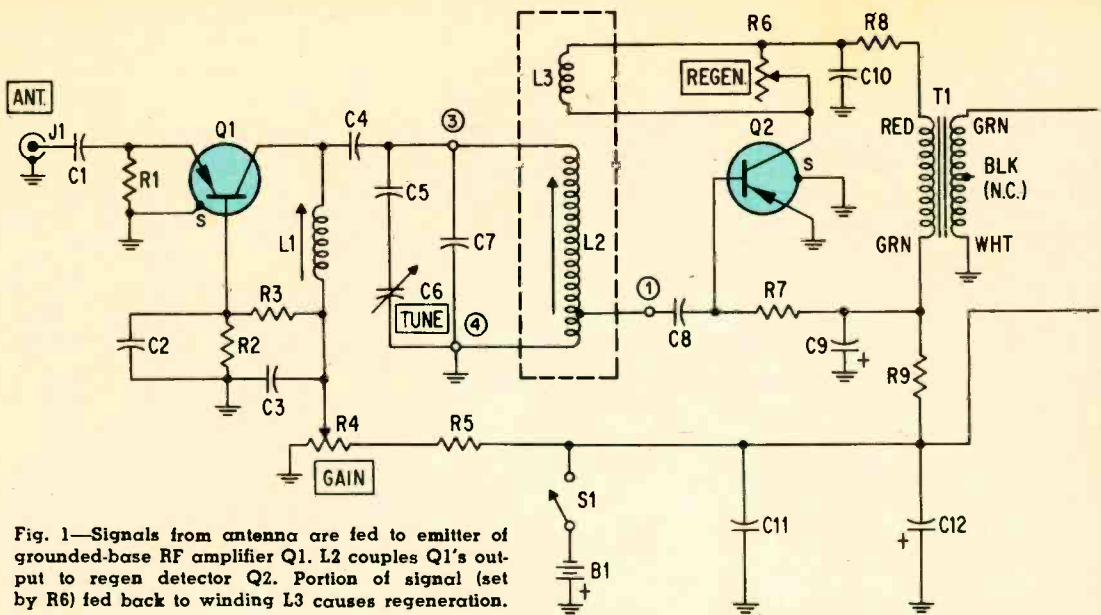 ANT.
J1
C1
R1
Q1
S
C4
③
C5
C7
C6
TUNE
④
L1
R3
C2
R2
C3
R4
GAIN
R5
L3
L2
R6
REGEN.
R8
C10
Q2
S
T1
RED
GRN
BLK
(N.C.)
GRN
WHT
①
C8
R7
C9
+
R9
S1
B1
+
C11
C12
+
Fig. 1—Signals from antenna are fed to emitter of
grounded-base RF amplifier Q1. L2 couples Q1's out-
put to regen detector Q2. Portion of signal (set
by R6) fed back to winding L3 causes regeneration.